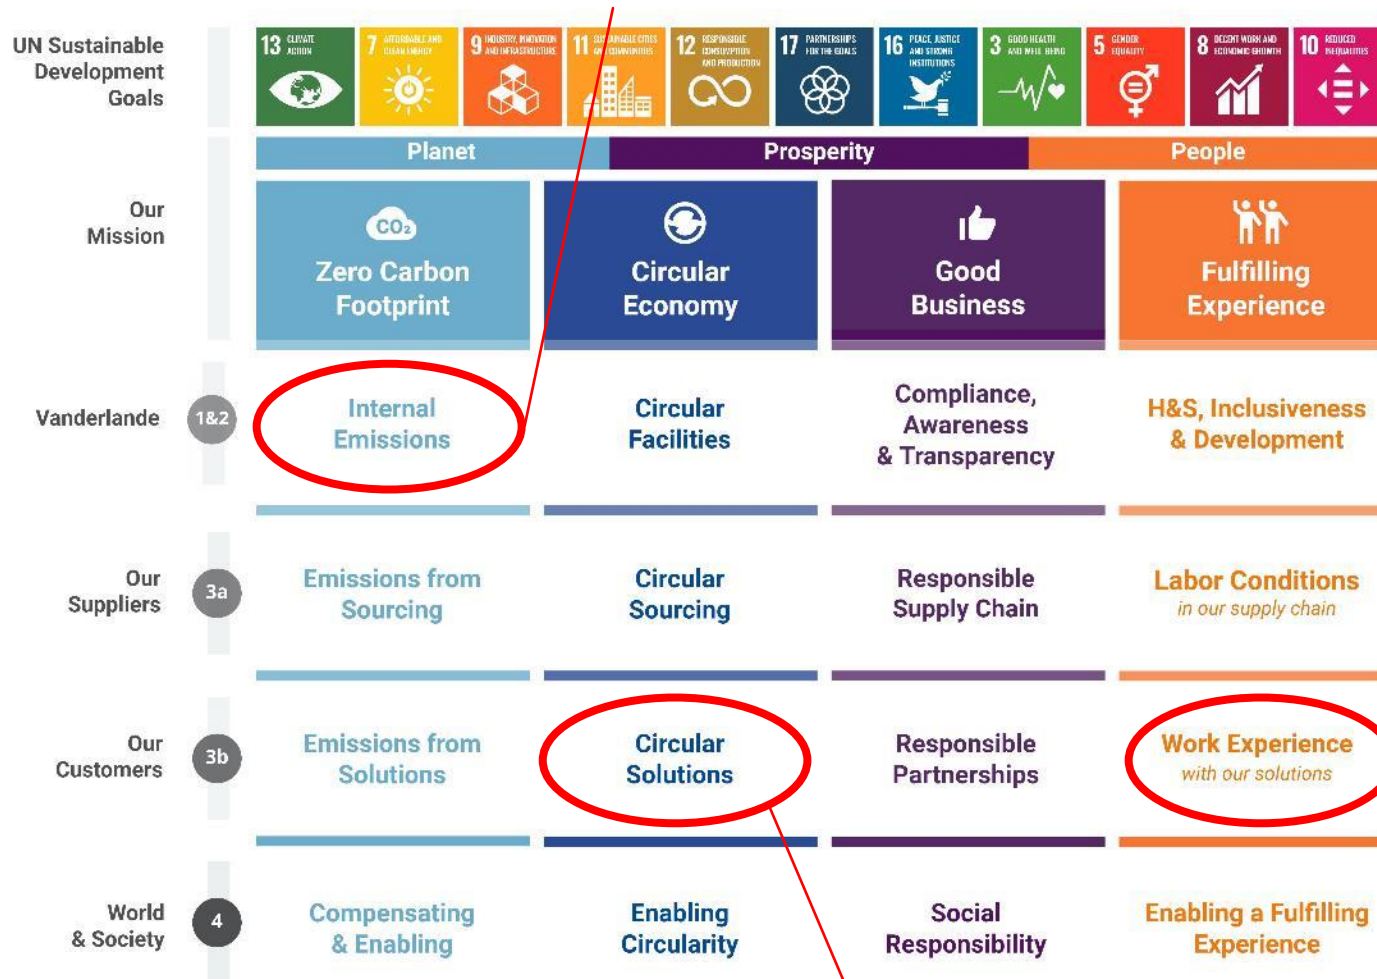 UN Sustainable
Development
Goals
13 CLIMATE
ACTION
7 AFFORDABLE AND
CLEAN ENERGY
9 INDUSTRY, INNOVATION
AND INFRASTRUCTURE
11 SUSTAINABLE CITIES
AND COMMUNITIES
12 RESPONSIBLE
CONSUMPTION
AND PRODUCTION
17 PARTNERSHIPS
FOR THE GOALS
16 PEACE, JUSTICE
AND STRONG
INSTITUTIONS
3 GOOD HEALTH
AND WELL-BEING
5 GENDER
EQUALITY
8 DECENT WORK AND
ECONOMIC GROWTH
10 REDUCED
INEQUALITIES
Planet
Prosperity
People
Our
Mission
CO₂
Zero Carbon
Footprint
Circular
Economy
Good
Business
Fulfilling
Experience
Vanderlande
1&2
Internal
Emissions
Circular
Facilities
Compliance,
Awareness
& Transparency
H&S, Inclusiveness
& Development
Our
Suppliers
3a
Emissions from
Sourcing
Circular
Sourcing
Responsible
Supply Chain
Labor Conditions
in our supply chain
Our
Customers
3b
Emissions from
Solutions
Circular
Solutions
Responsible
Partnerships
Work Experience
with our solutions
World
& Society
4
Compensating
& Enabling
Enabling
Circularity
Social
Responsibility
Enabling a Fulfilling
Experience